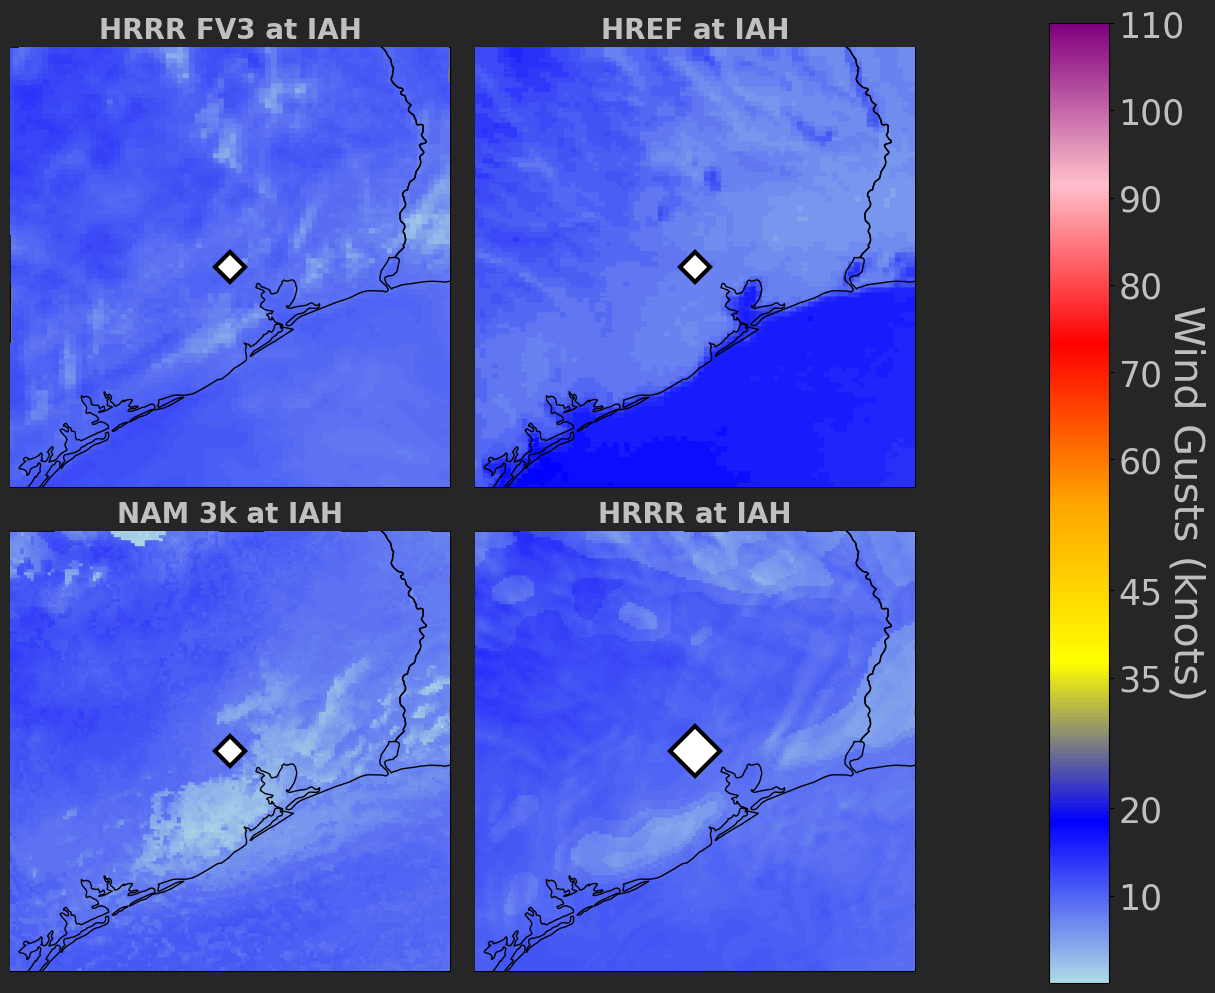 HRRR FV3 at IAH
HREF at IAH
NAM 3k at IAH
HRRR at IAH
110
100
90
80
70
60
45
35
20
10
Wind Gusts (knots)